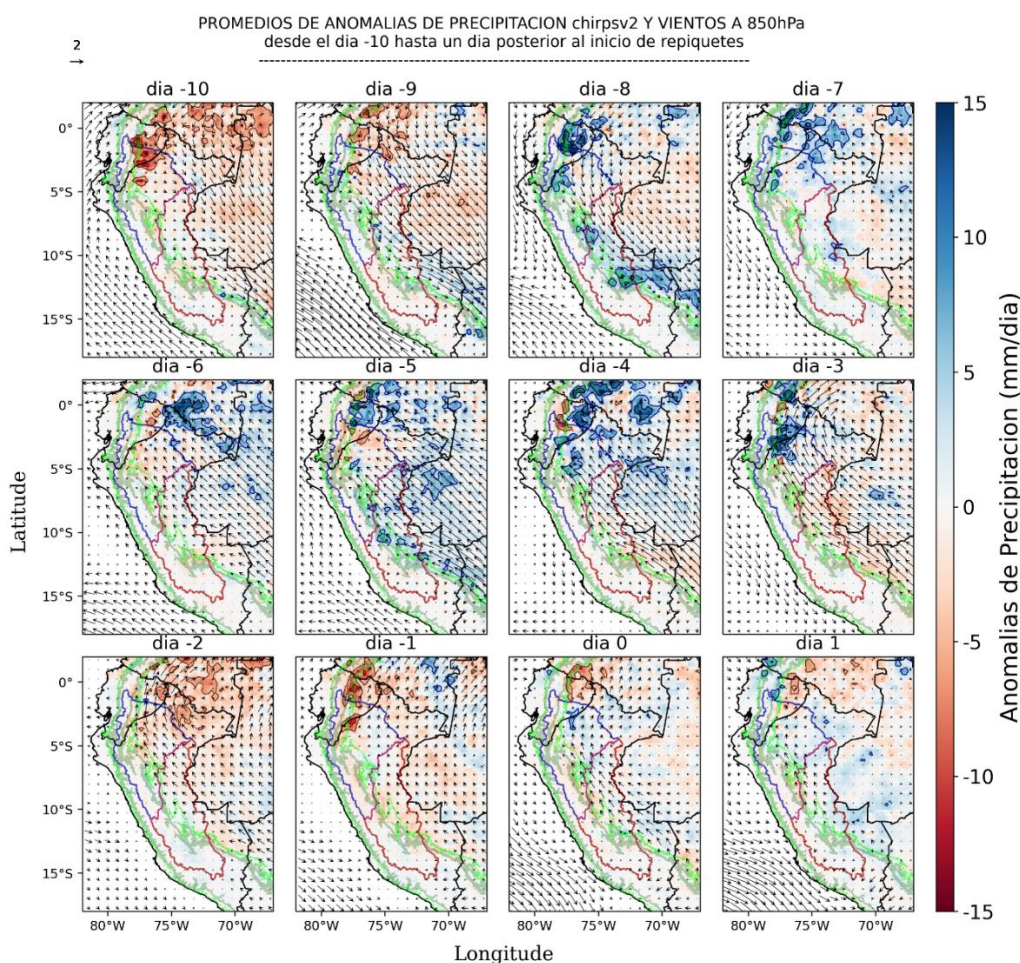 PROMEDIOS DE ANOMALIAS DE PRECIPITACION chirpsv2 Y VIENTOS A 850hPa
desde el dia -10 hasta un dia posterior al inicio de repiquetes
2
--------------------------------------------------------------------------------
dia -10 dia -9 dia -8 dia -7
0°
5°S
10°S
15°S
dia -6 dia -5 dia -4 dia -3
0°
5°S
10°S
15°S
dia -2 dia -1 dia 0 dia 1
0°
5°S
10°S
15°S
80°W 75°W 70°W 80°W 75°W 70°W 80°W 75°W 70°W 80°W 75°W 70°W
Latitude
Longitude
15
10
5
0
-5
-10
-15
Anomalias de Precipitacion (mm/dia)